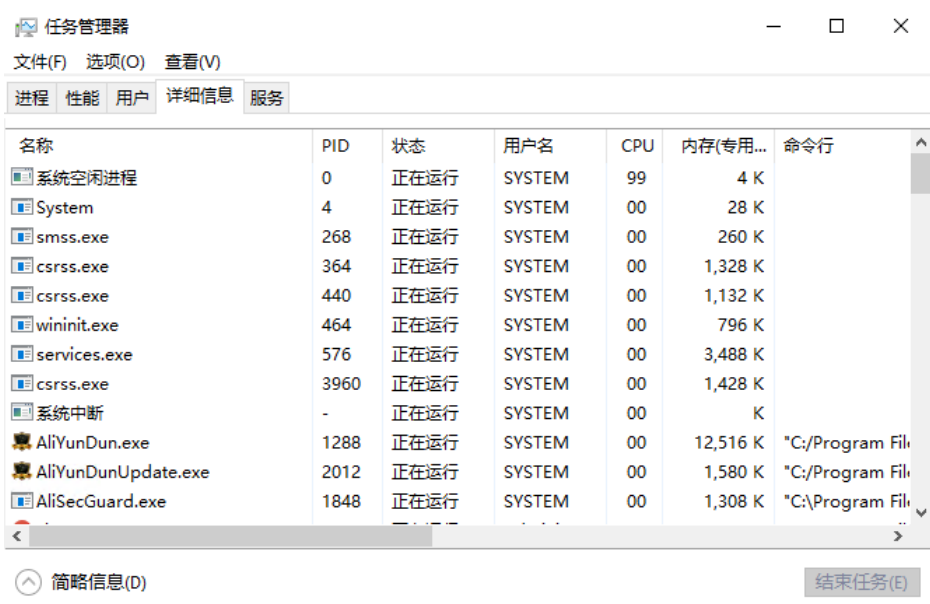 任务管理器
文件(F) 选项(O) 查看(V)
进程 性能 用户 详细信息 服务
名称 PID 状态 用户名 CPU 内存(专用... 命令行
系统空闲进程 0 正在运行 SYSTEM 99 4 K
System 4 正在运行 SYSTEM 00 28 K
smss.exe 268 正在运行 SYSTEM 00 260 K
csrss.exe 364 正在运行 SYSTEM 00 1,328 K
csrss.exe 440 正在运行 SYSTEM 00 1,132 K
wininit.exe 464 正在运行 SYSTEM 00 796 K
services.exe 576 正在运行 SYSTEM 00 3,488 K
csrss.exe 3960 正在运行 SYSTEM 00 1,428 K
系统中断 - 正在运行 SYSTEM 00 K
AliYunDun.exe 1288 正在运行 SYSTEM 00 12,516 K "C:/Program Fil
AliYunDunUpdate.exe 2012 正在运行 SYSTEM 00 1,580 K "C:/Program Fil
AliSecGuard.exe 1848 正在运行 SYSTEM 00 1,308 K "C:\Program Fil
简略信息(D) 结束任务(E)